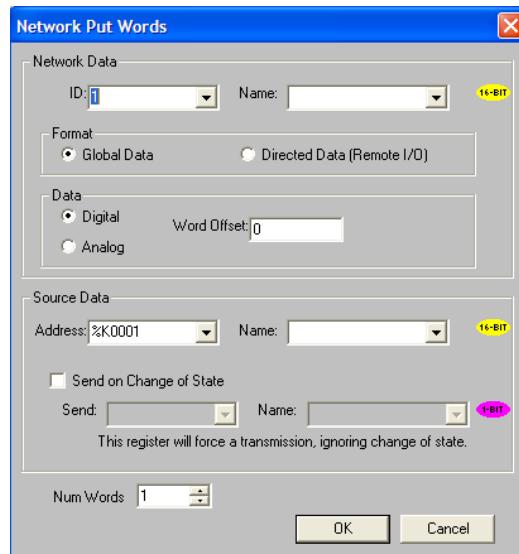 Network Put Words
Network Data
ID: 1 Name: 16-BIT
Format
Global Data Directed Data (Remote I/O)
Data
Digital Word Offset: 0
Analog
Source Data
Address: %K0001 Name: 16-BIT
Send on Change of State
Send: Name: 1-BIT
This register will force a transmission, ignoring change of state.
Num Words 1
OK Cancel